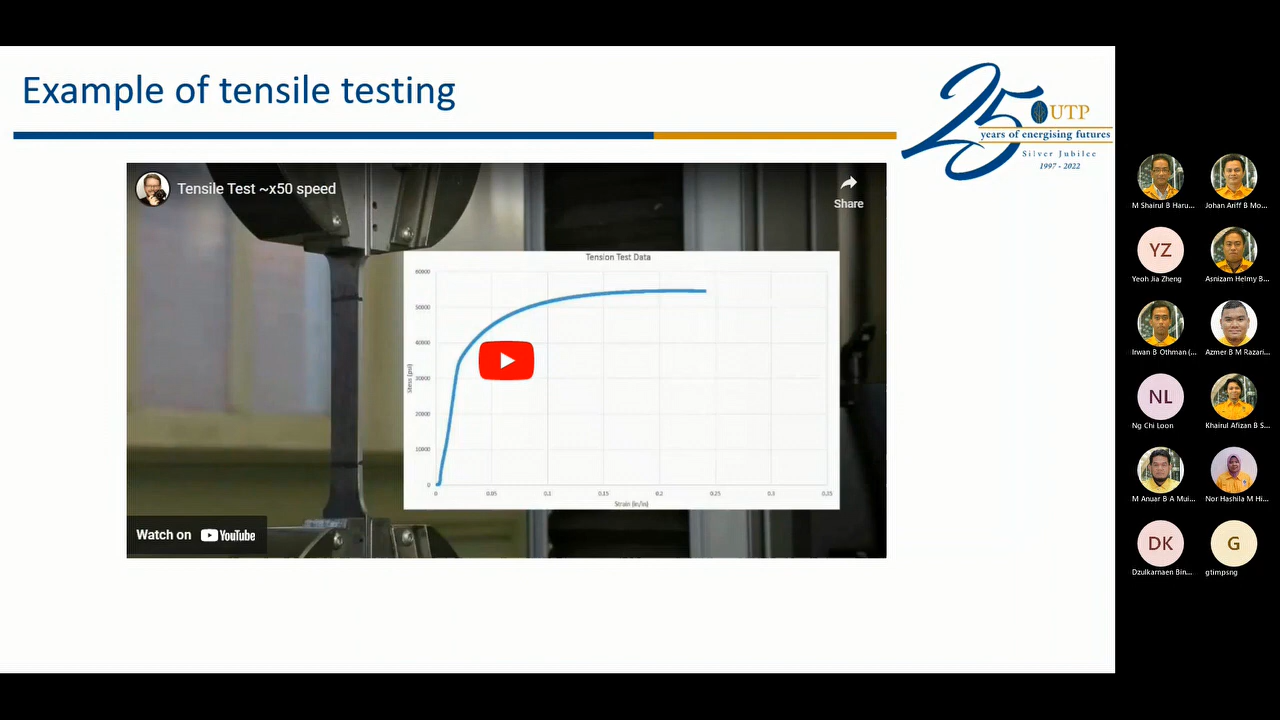 Example of tensile testing
25 UTP
years of energising futures
Silver Jubilee
1997 - 2022
Tensile Test ~x50 speed
Share
Tension Test Data
60000
50000
40000
30000
20000
10000
0
Stess (psi)
0 0.05 0.1 0.15 0.2 0.25 0.3 0.35
Strain (in/in)
Watch on YouTube
M Shairul B Haru...
Johan Ariff B Mo...
YZ
Yeoh Jia Zheng
Asnizam Helmy B...
Irwan B Othman (...
Azmer B M Razari...
NL
Ng Chi Loon
Khairul Afizan B S...
M Anuar B A Mui...
Nor Hashila M Hi...
DK
Dzulkarnaen Bin...
G
gtimpsng